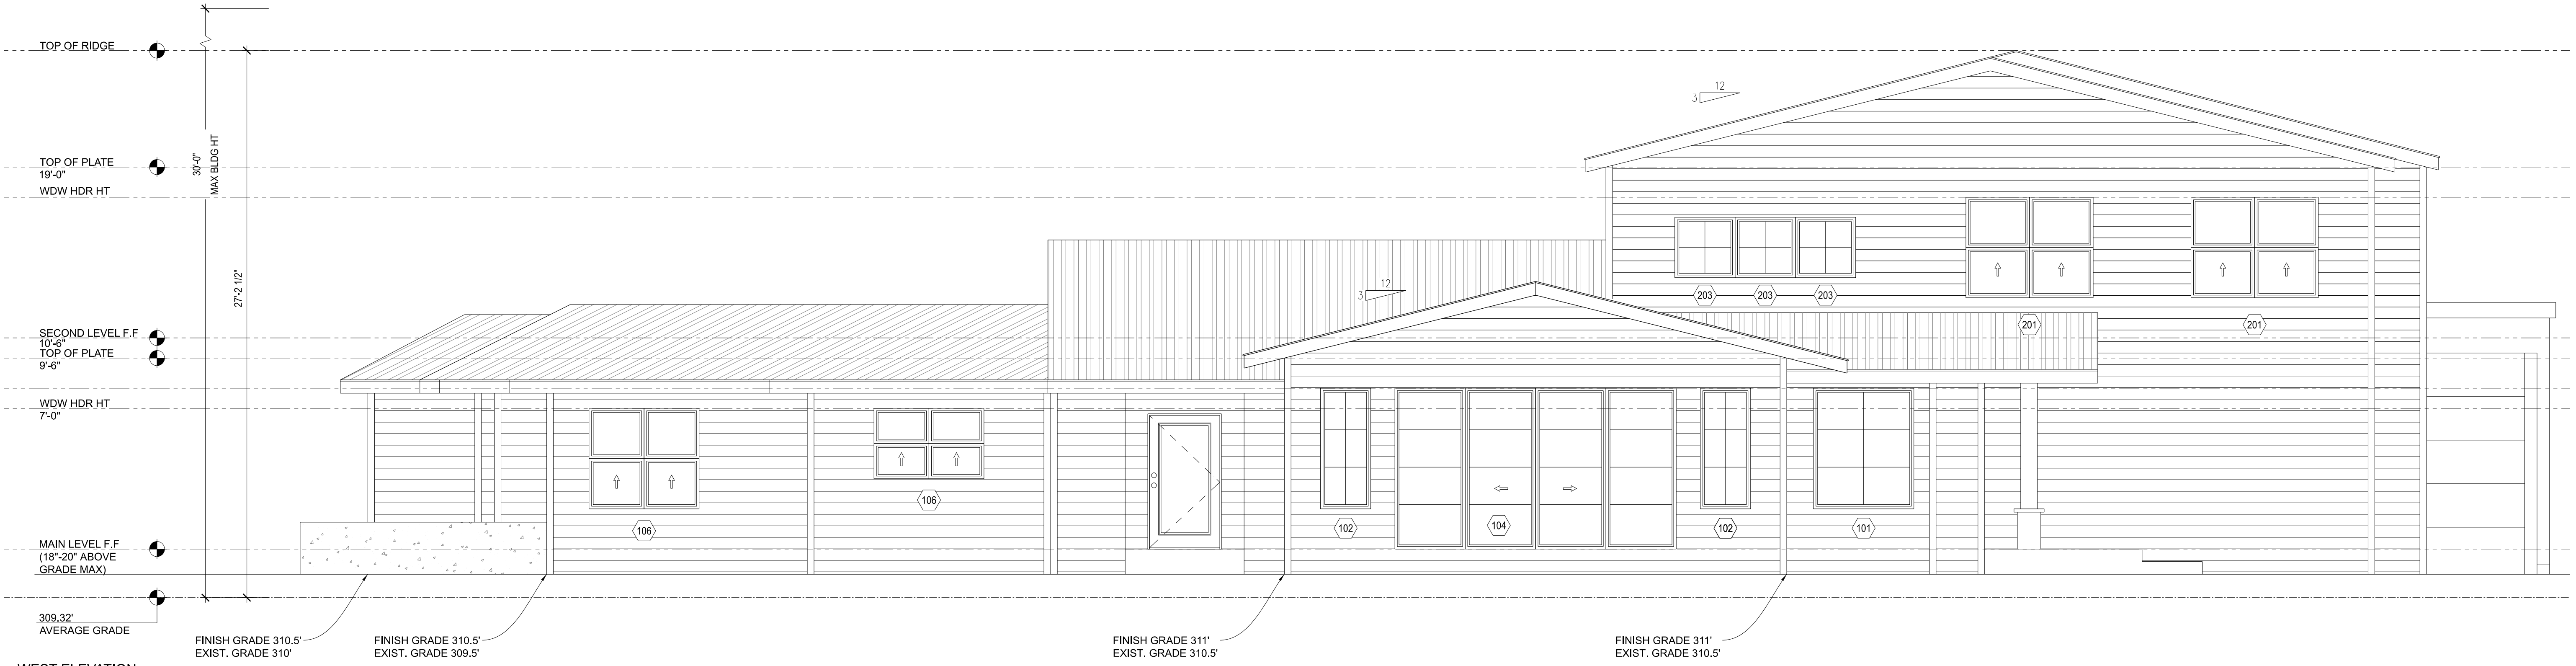 TOP OF RIDGE
TOP OF PLATE
19'-0"
WDW HDR HT
SECOND LEVEL F.F
10'-6"
TOP OF PLATE
9'-6"
WDW HDR HT
7'-0"
MAIN LEVEL F.F
(18"-20" ABOVE
GRADE MAX)
309.32'
AVERAGE GRADE
30'-0"
MAX BLDG HT
27'-2 1/2"
12
3
12
3
203
203
203
201
201
106
106
102
104
102
101
FINISH GRADE 310.5'
EXIST. GRADE 310'
FINISH GRADE 310.5'
EXIST. GRADE 309.5'
FINISH GRADE 311'
EXIST. GRADE 310.5'
FINISH GRADE 311'
EXIST. GRADE 310.5'
WEST ELEVATION